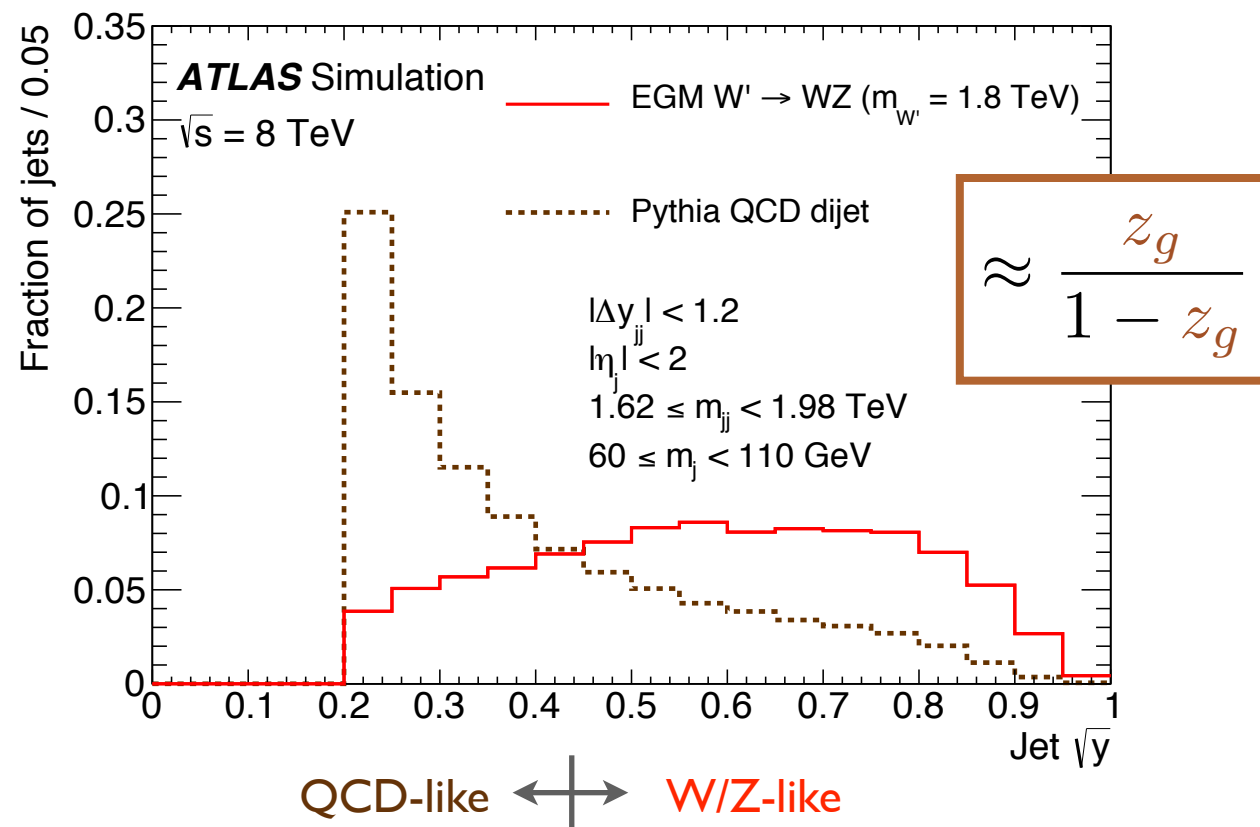 Fraction of jets / 0.05
0.35
0.3
0.25
0.2
0.15
0.1
0.05
0
ATLAS Simulation
√s = 8 TeV
EGM W' → WZ (m_W' = 1.8 TeV)
Pythia QCD dijet
|Δy_jj| < 1.2
|η_j| < 2
1.62 ≤ m_jj < 1.98 TeV
60 ≤ m_j < 110 GeV
≈ z_g / (1 − z_g)
0 0.1 0.2 0.3 0.4 0.5 0.6 0.7 0.8 0.9 1
Jet √y
QCD-like W/Z-like